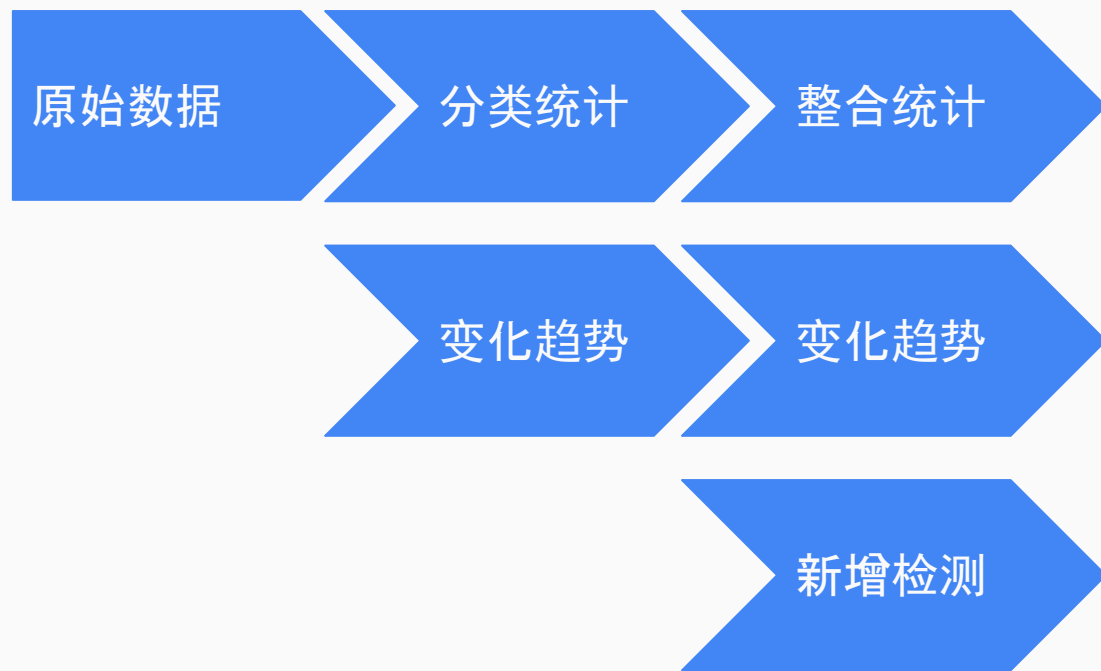 原始数据
分类统计
整合统计
变化趋势
变化趋势
新增检测